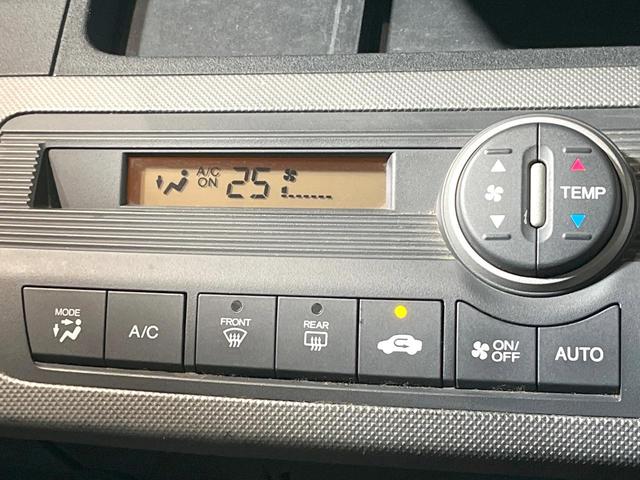 A/C
ON
25
TEMP
MODE
A/C
FRONT
REAR
ON/
OFF
AUTO